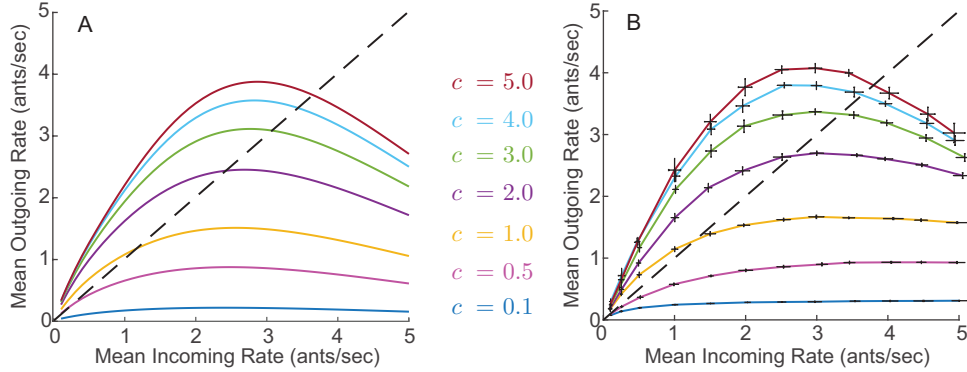 A
Mean Outgoing Rate (ants/sec)
5
4
3
2
1
0
0 1 2 3 4 5
Mean Incoming Rate (ants/sec)
c = 5.0
c = 4.0
c = 3.0
c = 2.0
c = 1.0
c = 0.5
c = 0.1
B
Mean Outgoing Rate (ants/sec)
5
4
3
2
1
0
0 1 2 3 4 5
Mean Incoming Rate (ants/sec)